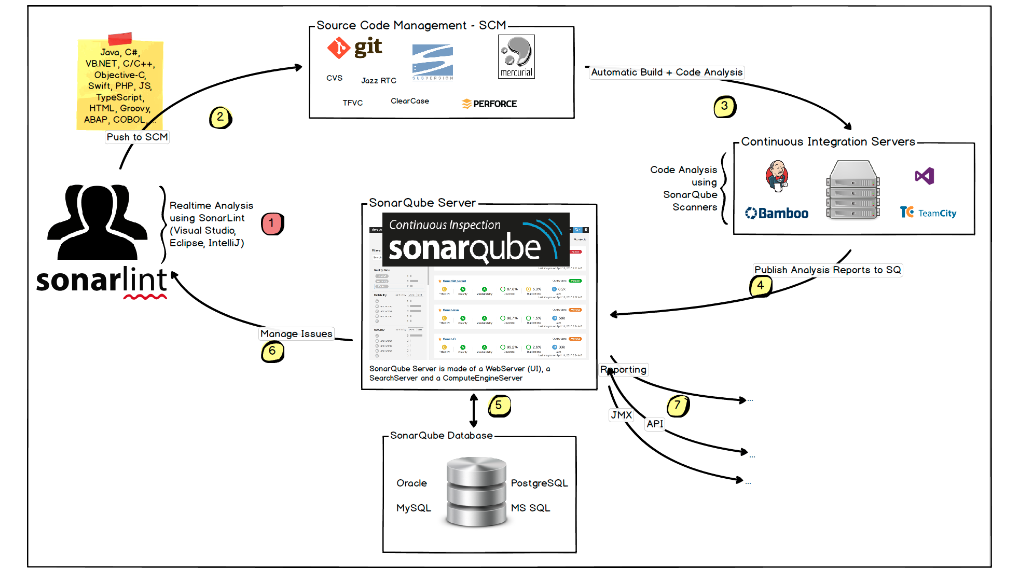 Java, C#,
VB.NET, C/C++,
Objective-C,
Swift, PHP, JS,
TypeScript,
HTML, Groovy,
ABAP, COBOL, ...
Push to SCM
2
Source Code Management - SCM
git
mercurial
CVS
Jazz RTC
TFVC
ClearCase
PERFORCE
Automatic Build + Code Analysis
3
Continuous Integration Servers
Code Analysis
using
SonarQube
Scanners
Bamboo
TeamCity
Realtime Analysis
using SonarLint
(Visual Studio,
Eclipse, IntelliJ)
1
sonarlint
SonarQube Server
Continuous Inspection
sonarqube
SonarQube Server is made of a WebServer (UI), a
SearchServer and a ComputeEngineServer
Publish Analysis Reports to SQ
4
Manage Issues
6
5
Reporting
7
JMX
API
...
...
...
SonarQube Database
Oracle
PostgreSQL
MySQL
MS SQL